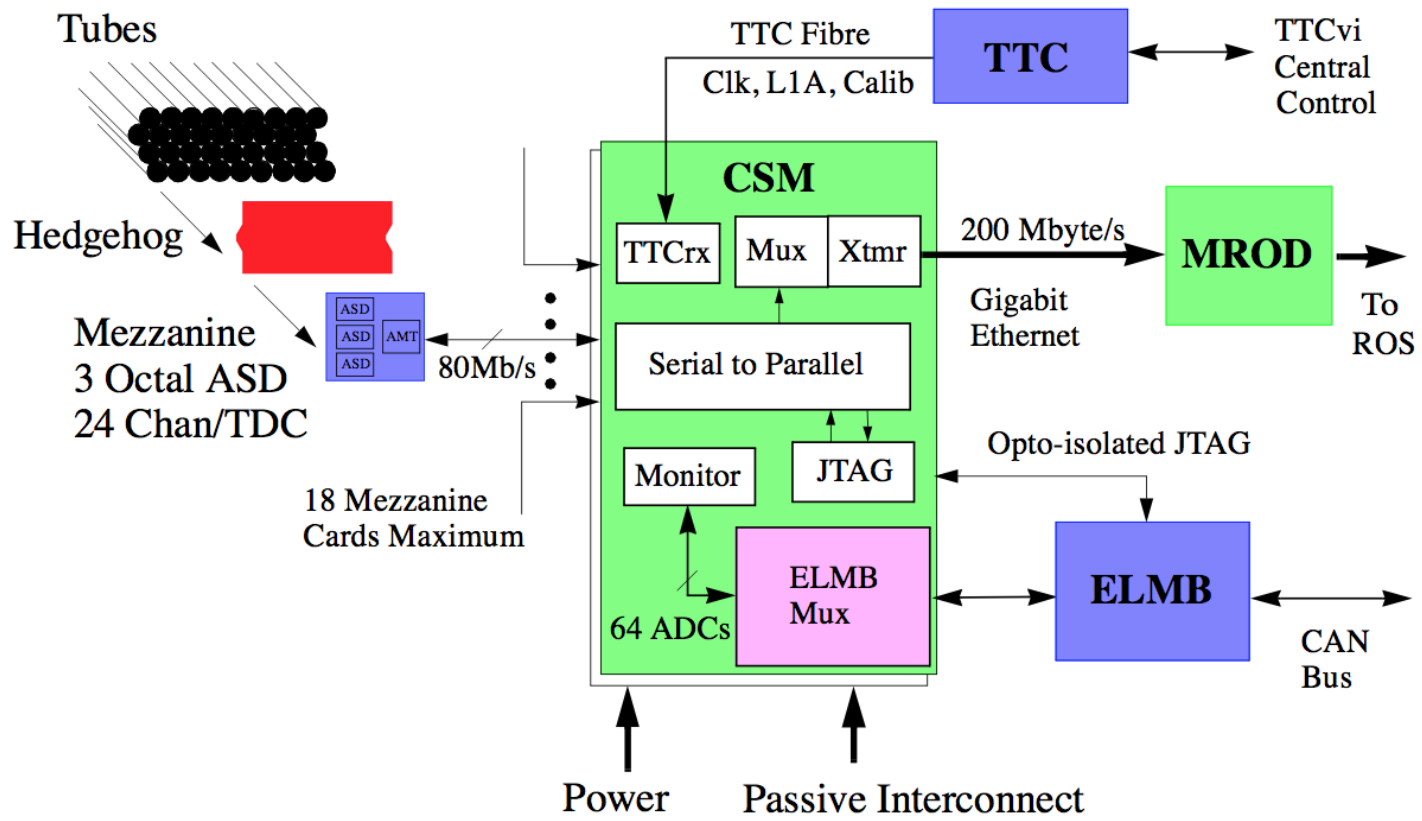 Tubes
TTC Fibre
Clk, L1A, Calib
TTC
TTCvi
Central
Control
Hedgehog
CSM
TTCrx
Mux
Xtmr
200 Mbyte/s
Gigabit
Ethernet
MROD
To
ROS
Mezzanine
3 Octal ASD
24 Chan/TDC
ASD
ASD
ASD
AMT
80Mb/s
Serial to Parallel
18 Mezzanine
Cards Maximum
Monitor
JTAG
Opto-isolated JTAG
64 ADCs
ELMB
Mux
ELMB
CAN
Bus
Power
Passive Interconnect